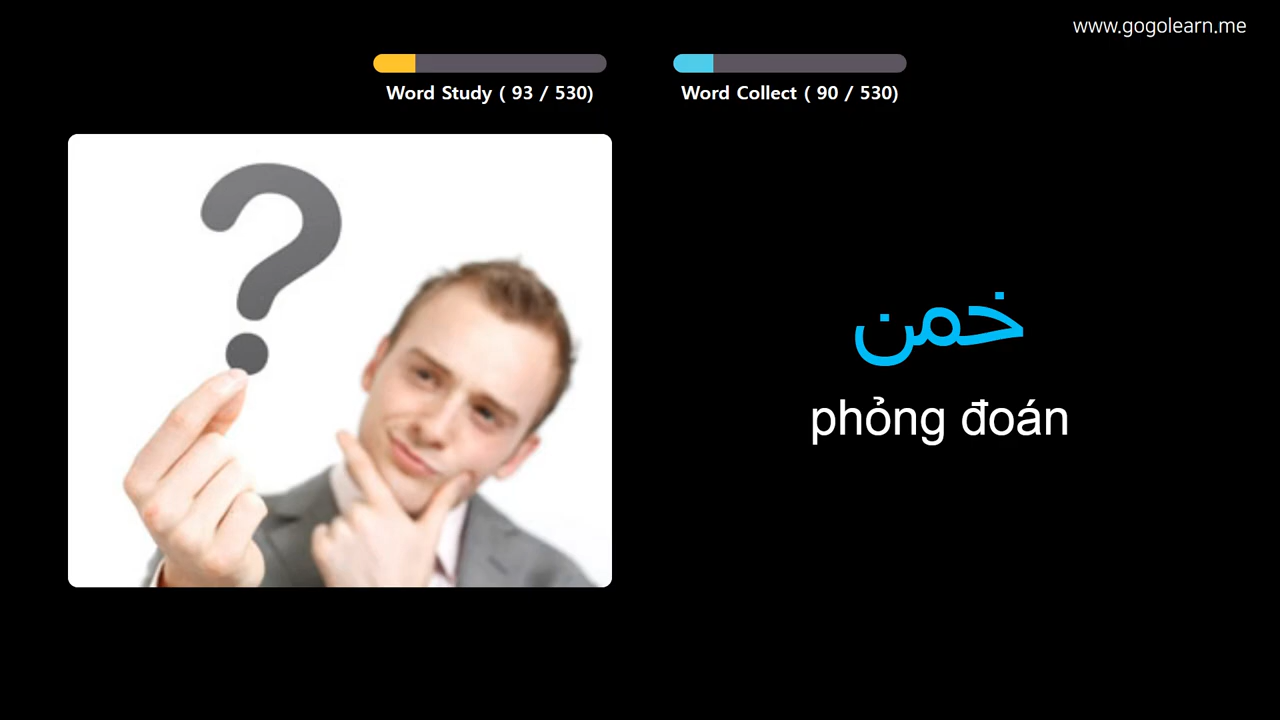 www.gogolearn.me
Word Study ( 93 / 530)
Word Collect ( 90 / 530)
?
خمن
phỏng đoán